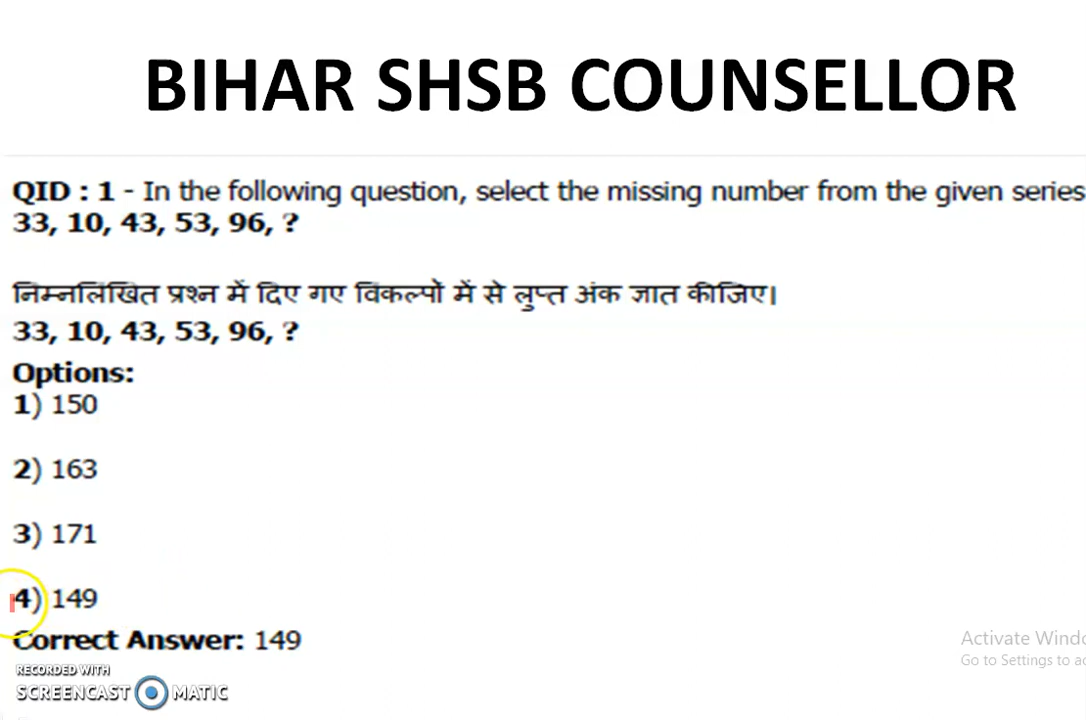 BIHAR SHSB COUNSELLOR
QID : 1 - In the following question, select the missing number from the given series
33, 10, 43, 53, 96, ?
निम्नलिखित प्रश्न में दिए गए विकल्पों में से लुप्त अंक ज्ञात कीजिए।
33, 10, 43, 53, 96, ?
Options:
1) 150
2) 163
3) 171
4) 149
Correct Answer: 149
Activate Windo
Go to Settings to ac
RECORDED WITH
SCREENCAST MATIC